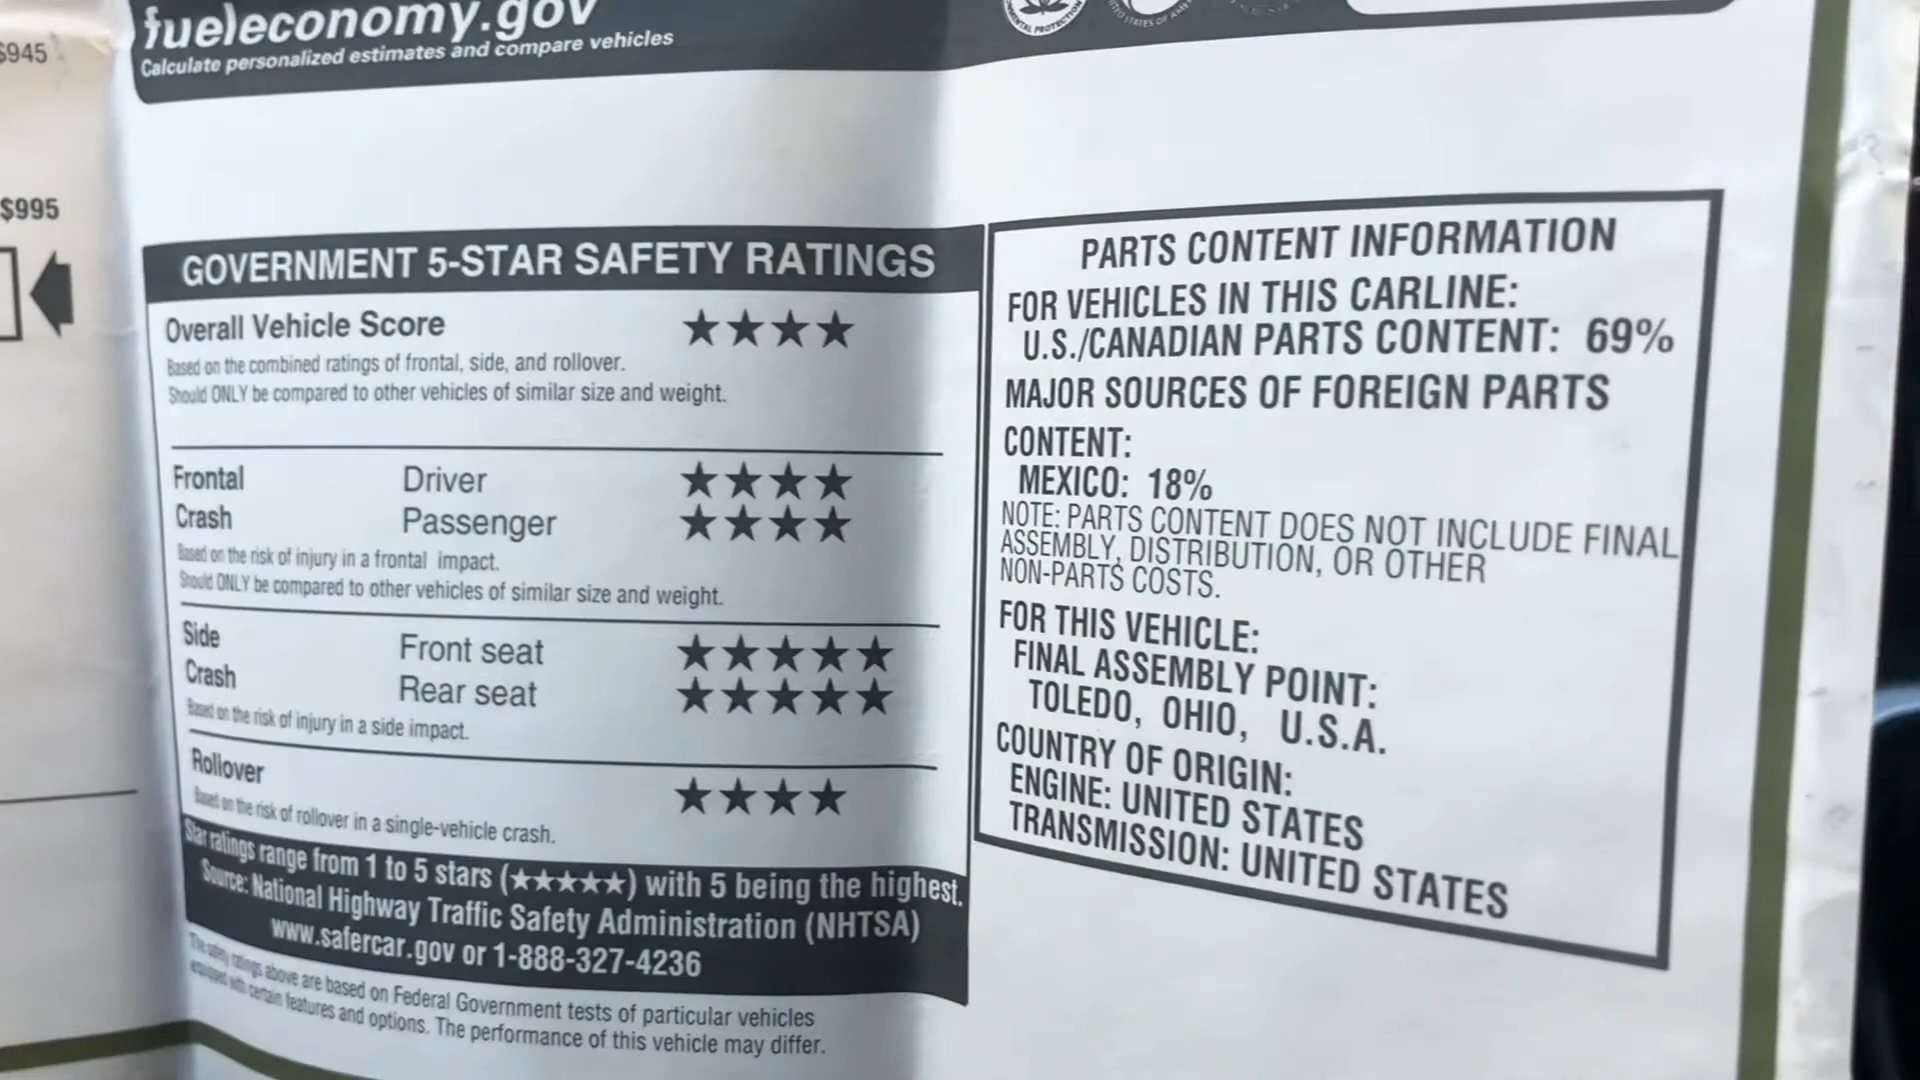 $945
$995
fueleconomy.gov
Calculate personalized estimates and compare vehicles
GOVERNMENT 5-STAR SAFETY RATINGS
Overall Vehicle Score ★★★★
Based on the combined ratings of frontal, side, and rollover.
Should ONLY be compared to other vehicles of similar size and weight.
Frontal Driver ★★★★
Crash Passenger ★★★★
Based on the risk of injury in a frontal impact.
Should ONLY be compared to other vehicles of similar size and weight.
Side Front seat ★★★★★
Crash Rear seat ★★★★★
Based on the risk of injury in a side impact.
Rollover ★★★★
Based on the risk of rollover in a single-vehicle crash.
Star ratings range from 1 to 5 stars (★★★★★) with 5 being the highest.
Source: National Highway Traffic Safety Administration (NHTSA)
www.safercar.gov or 1-888-327-4236
*The safety ratings above are based on Federal Government tests of particular vehicles
equipped with certain features and options. The performance of this vehicle may differ.
PARTS CONTENT INFORMATION
FOR VEHICLES IN THIS CARLINE:
U.S./CANADIAN PARTS CONTENT: 69%
MAJOR SOURCES OF FOREIGN PARTS
CONTENT:
MEXICO: 18%
NOTE: PARTS CONTENT DOES NOT INCLUDE FINAL
ASSEMBLY, DISTRIBUTION, OR OTHER
NON-PARTS COSTS.
FOR THIS VEHICLE:
FINAL ASSEMBLY POINT:
TOLEDO, OHIO, U.S.A.
COUNTRY OF ORIGIN:
ENGINE: UNITED STATES
TRANSMISSION: UNITED STATES